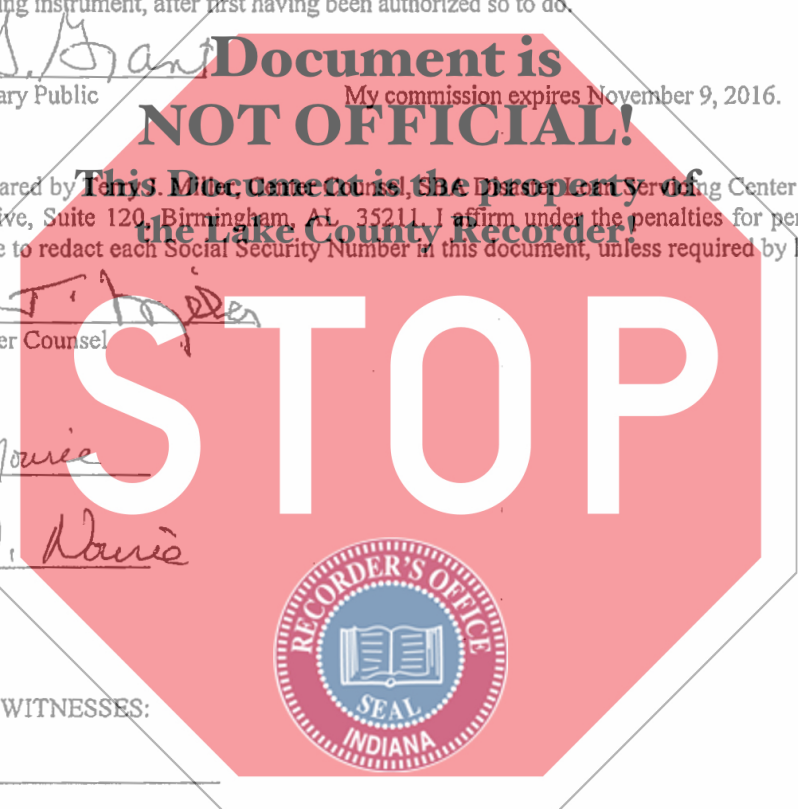 ing instrument, after first having been authorized so to do.
J. Grant
Document is
ary Public My commission expires November 9, 2016.
NOT OFFICIAL!
ared by Terry J. Miller, Center Counsel, SBA Disaster Loan Servicing Center
This Document is the property of
ive, Suite 120, Birmingham, AL 35211. I affirm under the penalties for per
the Lake County Recorder!
e to redact each Social Security Number in this document, unless required by l
er Counsel
STOP
RECORDER'S OFFICE
SEAL
INDIANA
WITNESSES: